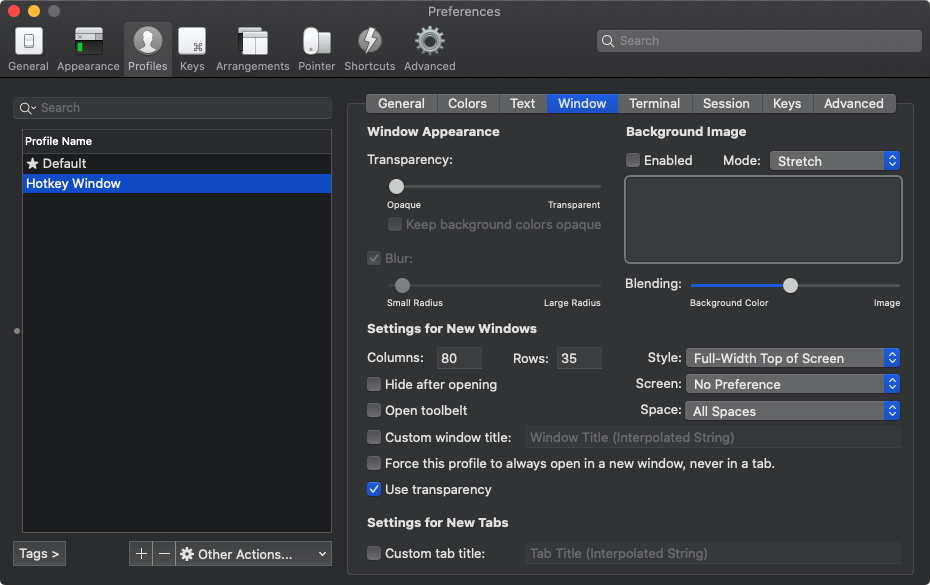 Preferences
General Appearance Profiles Keys Arrangements Pointer Shortcuts Advanced
Search
Search
Profile Name
Default
Hotkey Window
Tags >
Other Actions...
General Colors Text Window Terminal Session Keys Advanced
Window Appearance
Transparency:
Opaque Transparent
Keep background colors opaque
Blur:
Small Radius Large Radius
Background Image
Enabled Mode: Stretch
Blending:
Background Color Image
Settings for New Windows
Columns: 80 Rows: 35 Style: Full-Width Top of Screen
Hide after opening Screen: No Preference
Open toolbelt Space: All Spaces
Custom window title: Window Title (Interpolated String)
Force this profile to always open in a new window, never in a tab.
Use transparency
Settings for New Tabs
Custom tab title: Tab Title (Interpolated String)